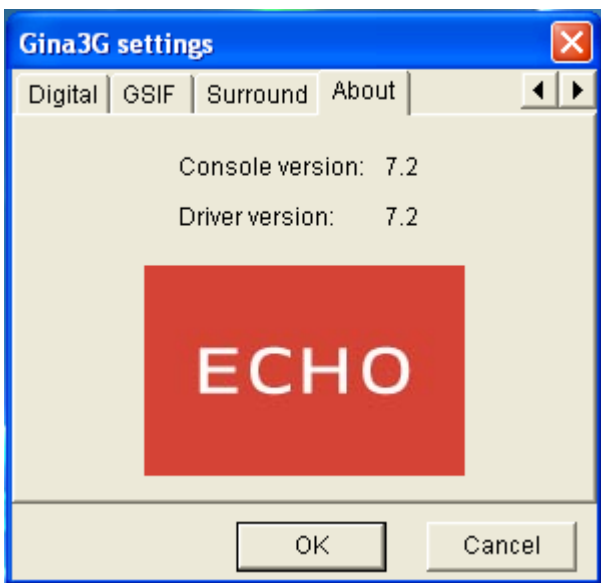 Gina3G settings
Digital GSIF Surround About
Console version: 7.2
Driver version: 7.2
ECHO
OK Cancel